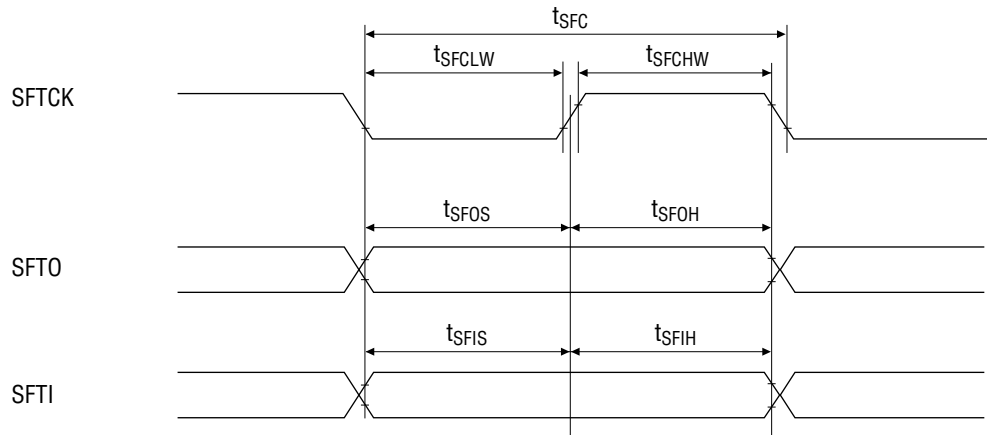 tSFC
tSFCLW tSFCHW
SFTCK
tSFOS tSFOH
SFTO
tSFIS tSFIH
SFTI